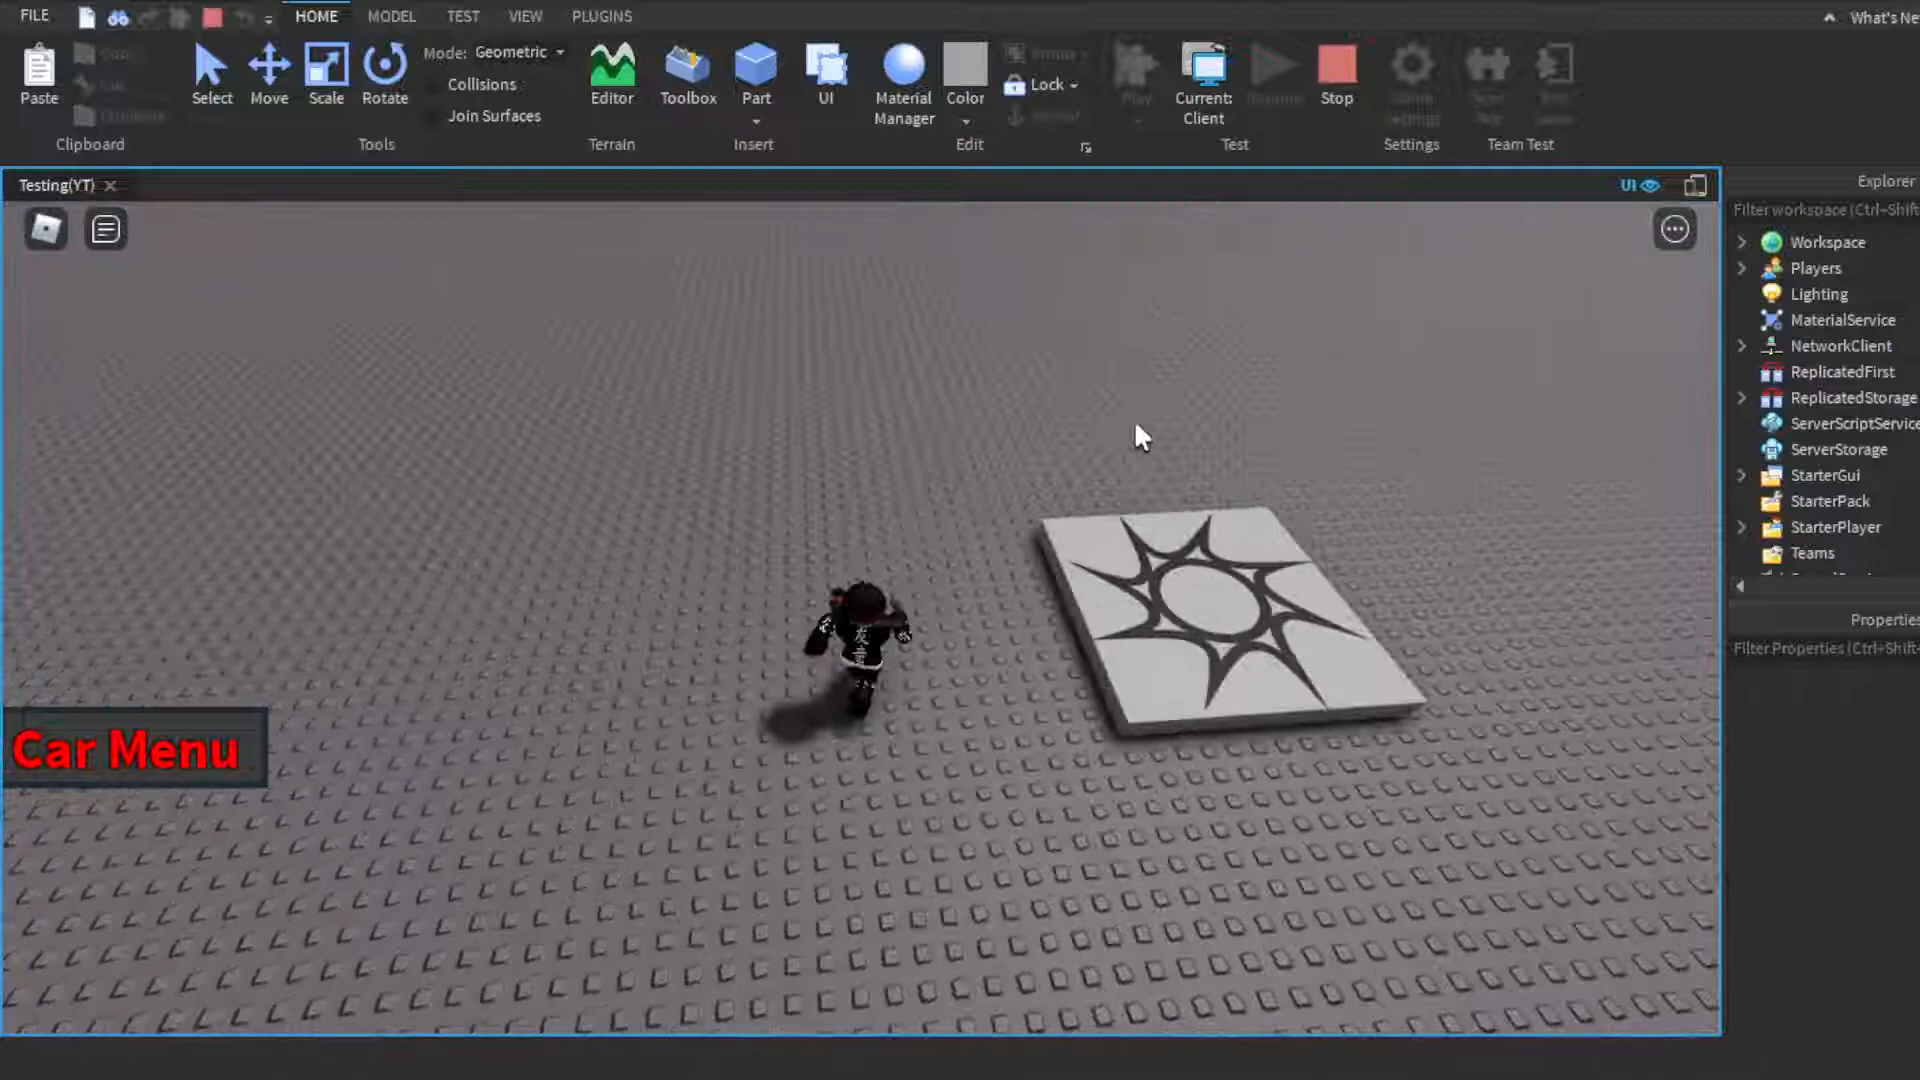 FILE HOME MODEL TEST VIEW PLUGINS What's Ne
Paste
Select Move Scale Rotate
Mode: Geometric
Collisions
Join Surfaces
Editor Toolbox Part UI Material Manager Color
Lock
Play
Current: Client
Resume
Stop
Clipboard Tools Terrain Insert Edit Test Settings Team Test
Testing(YT)
UI
Explorer
Filter workspace (Ctrl+Shift
Workspace
Players
Lighting
MaterialService
NetworkClient
ReplicatedFirst
ReplicatedStorage
ServerScriptService
ServerStorage
StarterGui
StarterPack
StarterPlayer
Teams
Properties
Filter Properties (Ctrl+Shift+
Car Menu